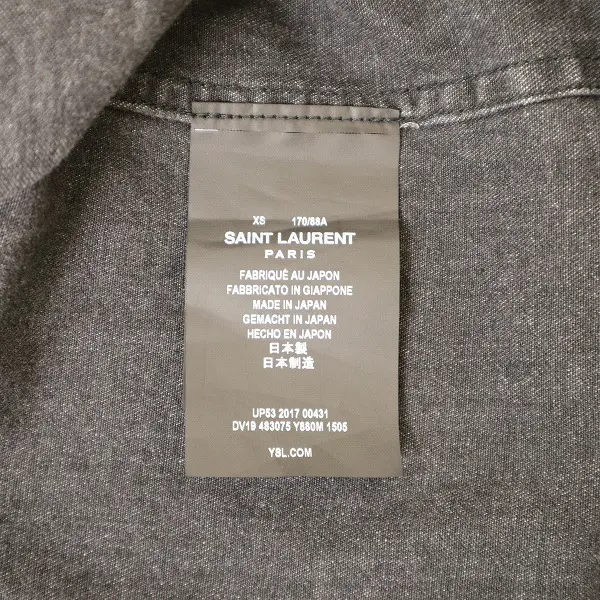 XS 170/88A
SAINT LAURENT
PARIS
FABRIQUÉ AU JAPON
FABBRICATO IN GIAPPONE
MADE IN JAPAN
GEMACHT IN JAPAN
HECHO EN JAPON
日本製
日本制造
UP53 2017 00431
DV19 483075 Y880M 1505
YSL.COM